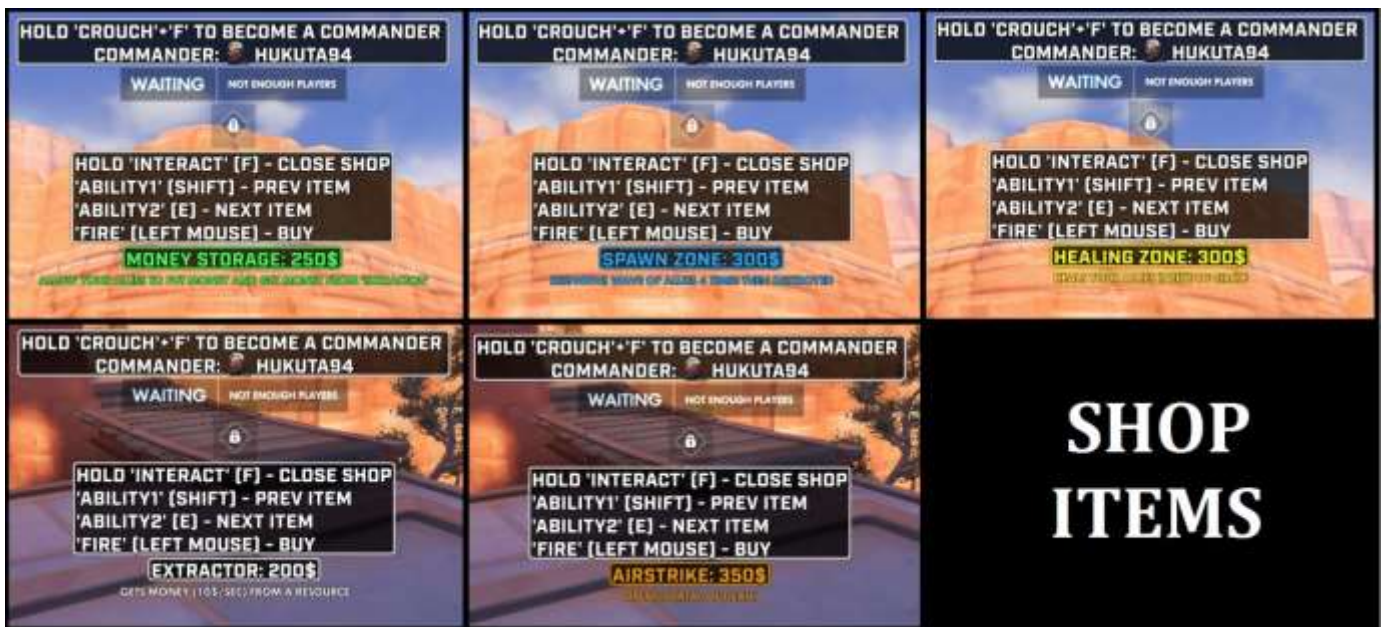 HOLD 'CROUCH'+'F' TO BECOME A COMMANDER
COMMANDER: HUKUTA94
WAITING NOT ENOUGH PLAYERS
HOLD 'INTERACT' [F] - CLOSE SHOP
'ABILITY1' [SHIFT] - PREV ITEM
'ABILITY2' [E] - NEXT ITEM
'FIRE' [LEFT MOUSE] - BUY
MONEY STORAGE: 250$
HOLD 'CROUCH'+'F' TO BECOME A COMMANDER
COMMANDER: HUKUTA94
WAITING NOT ENOUGH PLAYERS
HOLD 'INTERACT' [F] - CLOSE SHOP
'ABILITY1' [SHIFT] - PREV ITEM
'ABILITY2' [E] - NEXT ITEM
'FIRE' [LEFT MOUSE] - BUY
SPAWN ZONE: 300$
HOLD 'CROUCH'+'F' TO BECOME A COMMANDER
COMMANDER: HUKUTA94
WAITING NOT ENOUGH PLAYERS
HOLD 'INTERACT' [F] - CLOSE SHOP
'ABILITY1' [SHIFT] - PREV ITEM
'ABILITY2' [E] - NEXT ITEM
'FIRE' [LEFT MOUSE] - BUY
HEALING ZONE: 300$
HOLD 'CROUCH'+'F' TO BECOME A COMMANDER
COMMANDER: HUKUTA94
WAITING NOT ENOUGH PLAYERS
HOLD 'INTERACT' [F] - CLOSE SHOP
'ABILITY1' [SHIFT] - PREV ITEM
'ABILITY2' [E] - NEXT ITEM
'FIRE' [LEFT MOUSE] - BUY
EXTRACTOR: 200$
GETS MONEY (10$/SEC) FROM A RESOURCE
HOLD 'CROUCH'+'F' TO BECOME A COMMANDER
COMMANDER: HUKUTA94
WAITING NOT ENOUGH PLAYERS
HOLD 'INTERACT' [F] - CLOSE SHOP
'ABILITY1' [SHIFT] - PREV ITEM
'ABILITY2' [E] - NEXT ITEM
'FIRE' [LEFT MOUSE] - BUY
AIRSTRIKE: 350$
SHOP
ITEMS